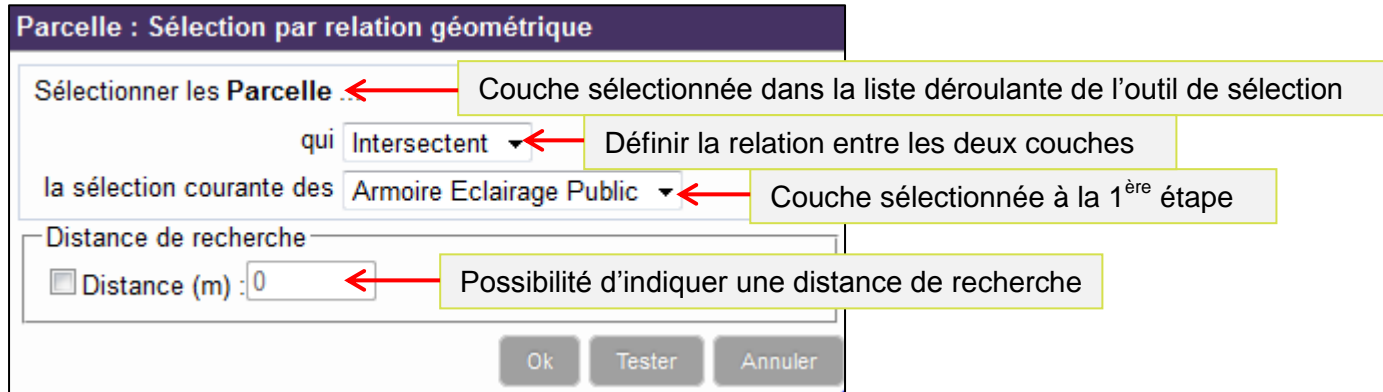 Parcelle : Sélection par relation géométrique
Sélectionner les Parcelle ...
Couche sélectionnée dans la liste déroulante de l’outil de sélection
qui Intersectent
Définir la relation entre les deux couches
la sélection courante des Armoire Eclairage Public
Couche sélectionnée à la 1ère étape
Distance de recherche
Distance (m) : 0
Possibilité d’indiquer une distance de recherche
Ok Tester Annuler